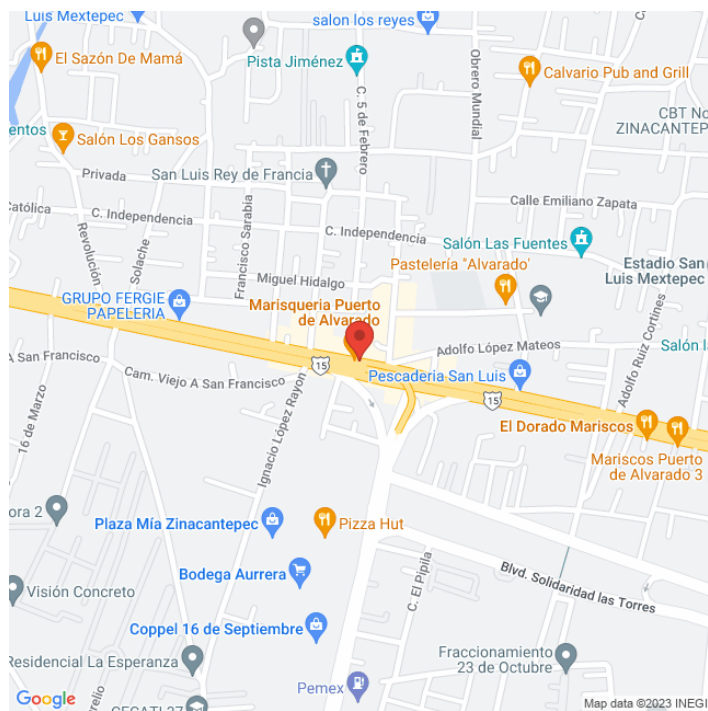 Luis Mextepec
salon los reyes
El Sazón De Mamá
Pista Jiménez
Obrero Mundial
Calvario Pub and Grill
C. 5 de Febrero
CBT No
ZINACANTEP
entos
Salón Los Gansos
Privada
San Luis Rey de Francia
Católica
C. Independencia
Calle Emiliano Zapata
Revolución
Solache
Francisco Sarabia
C. Independencia
Salón Las Fuentes
Miguel Hidalgo
Pastelería "Alvarado'
Estadio San
Luis Mextepec
GRUPO FERGIE
PAPELERIA
Marisqueria Puerto
de Alvarado
Adolfo Ruiz Cortines
Adolfo López Mateos
Salón la
A San Francisco
Cam. Viejo A San Francisco
15
Pescaderia San Luis
15
16 de Marzo
Ignacio López Rayon
El Dorado Mariscos
Mariscos Puerto
de Alvarado 3
ora 2
Plaza Mía Zinacantepec
Pizza Hut
Bodega Aurrera
C. El Pipila
Blvd. Solidaridad las Torres
Visión Concreto
Coppel 16 de Septiembre
Residencial La Esperanza
Fraccionamiento
23 de Octubre
Pemex
Google
relio
CECATI 27
Map data ©2023 INEGI